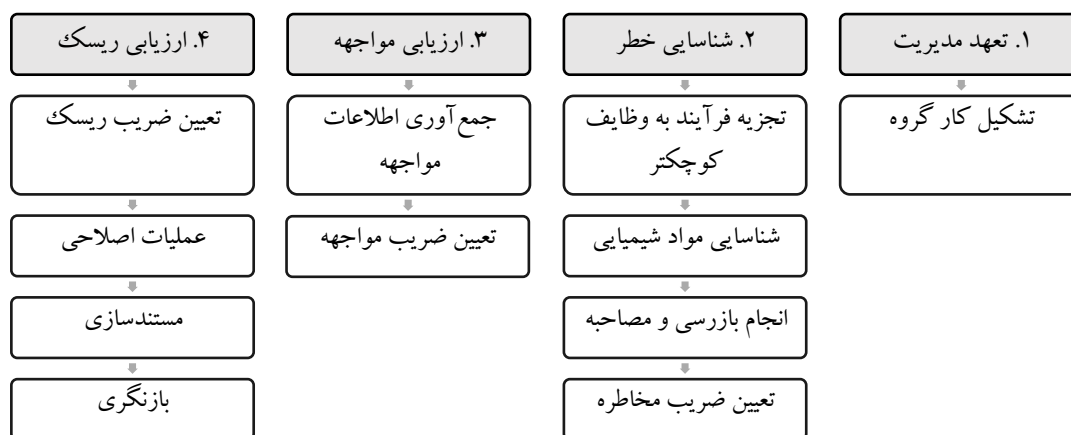 ۱. تعهد مدیریت
تشکیل کار گروه
۲. شناسایی خطر
تجزیه فرآیند به وظایف
کوچکتر
شناسایی مواد شیمیایی
انجام بازرسی و مصاحبه
تعیین ضریب مخاطره
۳. ارزیابی مواجهه
جمع‌آوری اطلاعات
مواجهه
تعیین ضریب مواجهه
۴. ارزیابی ریسک
تعیین ضریب ریسک
عملیات اصلاحی
مستندسازی
بازنگری